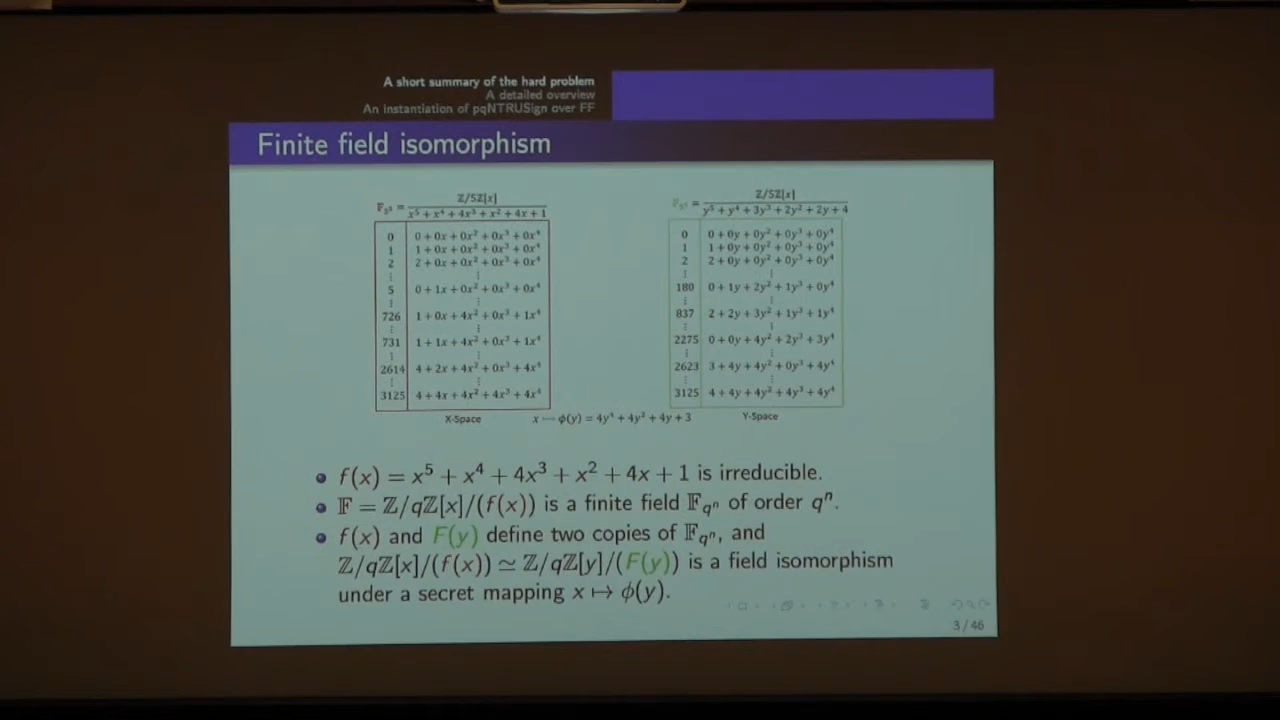 A short summary of the hard problem
A detailed overview
An instantiation of pqNTRUSign over FF
Finite field isomorphism
ℤ/5ℤ[x]
x⁵ + x⁴ + 4x³ + x² + 4x + 1
0 0 + 0x + 0x² + 0x³ + 0x⁴
1 1 + 0x + 0x² + 0x³ + 0x⁴
2 2 + 0x + 0x² + 0x³ + 0x⁴
⋮ ⋮
5 0 + 1x + 0x² + 0x³ + 0x⁴
⋮ ⋮
726 1 + 0x + 4x² + 0x³ + 1x⁴
⋮ ⋮
731 1 + 1x + 4x² + 0x³ + 1x⁴
⋮ ⋮
2614 4 + 2x + 4x² + 0x³ + 4x⁴
⋮ ⋮
3125 4 + 4x + 4x² + 4x³ + 4x⁴
X-Space
ℤ/5ℤ[x]
y⁵ + y⁴ + 3y³ + 2y² + 2y + 4
0 0 + 0y + 0y² + 0y³ + 0y⁴
1 1 + 0y + 0y² + 0y³ + 0y⁴
2 2 + 0y + 0y² + 0y³ + 0y⁴
⋮ ⋮
180 0 + 1y + 2y² + 1y³ + 0y⁴
⋮ ⋮
837 2 + 2y + 3y² + 1y³ + 1y⁴
⋮ ⋮
2275 0 + 0y + 4y² + 2y³ + 3y⁴
⋮ ⋮
2623 3 + 4y + 4y² + 0y³ + 4y⁴
⋮ ⋮
3125 4 + 4y + 4y² + 4y³ + 4y⁴
Y-Space
x ↦ ϕ(y) = 4y⁴ + 4y² + 4y + 3
• f(x) = x⁵ + x⁴ + 4x³ + x² + 4x + 1 is irreducible.
• 𝔽 = ℤ/qℤ[x]/(f(x)) is a finite field 𝔽_qⁿ of order qⁿ.
• f(x) and F(y) define two copies of 𝔽_qⁿ, and
ℤ/qℤ[x]/(f(x)) ≃ ℤ/qℤ[y]/(F(y)) is a field isomorphism
under a secret mapping x ↦ ϕ(y).
3 / 46